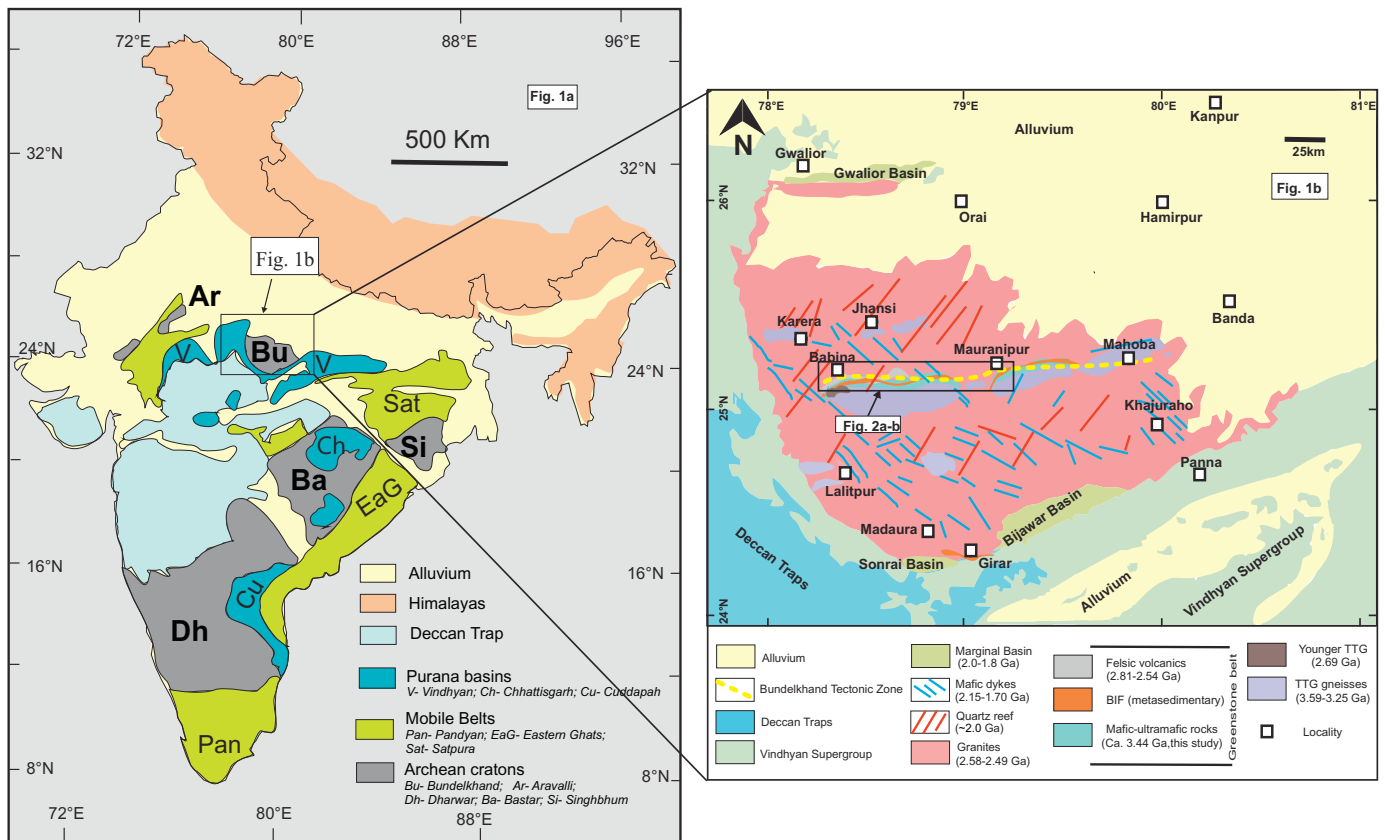 72°E
80°E
88°E
96°E
Fig. 1a
500 Km
32°N
32°N
Fig. 1b
Ar
V
Bu
V
24°N
24°N
Sat
Ch
Si
Ba
EaG
16°N
16°N
Cu
Dh
Pan
8°N
8°N
72°E
80°E
88°E
Alluvium
Himalayas
Deccan Trap
Purana basins
V- Vindhyan; Ch- Chhattisgarh; Cu- Cuddapah
Mobile Belts
Pan- Pandyan; EaG- Eastern Ghats;
Sat- Satpura
Archean cratons
Bu- Bundelkhand; Ar- Aravalli;
Dh- Dharwar; Ba- Bastar; Si- Singhbhum
78°E
79°E
80°E
81°E
N
Alluvium
Kanpur
25km
Gwalior
Gwalior Basin
Fig. 1b
26°N
Orai
Hamirpur
Jhansi
Karera
Banda
Babina
Mauranipur
Mahoba
25°N
Fig. 2a-b
Khajuraho
Lalitpur
Panna
Madaura
Bijawar Basin
Deccan Traps
Sonrai Basin
Girar
Alluvium
Vindhyan Supergroup
24°N
Alluvium
Bundelkhand Tectonic Zone
Deccan Traps
Vindhyan Supergroup
Marginal Basin
(2.0-1.8 Ga)
Mafic dykes
(2.15-1.70 Ga)
Quartz reef
(~2.0 Ga)
Granites
(2.58-2.49 Ga)
Felsic volcanics
(2.81-2.54 Ga)
BIF (metasedimentary)
Mafic-ultramafic rocks
(Ca. 3.44 Ga,this study)
Greenstone belt
Younger TTG
(2.69 Ga)
TTG gneisses
(3.59-3.25 Ga)
Locality